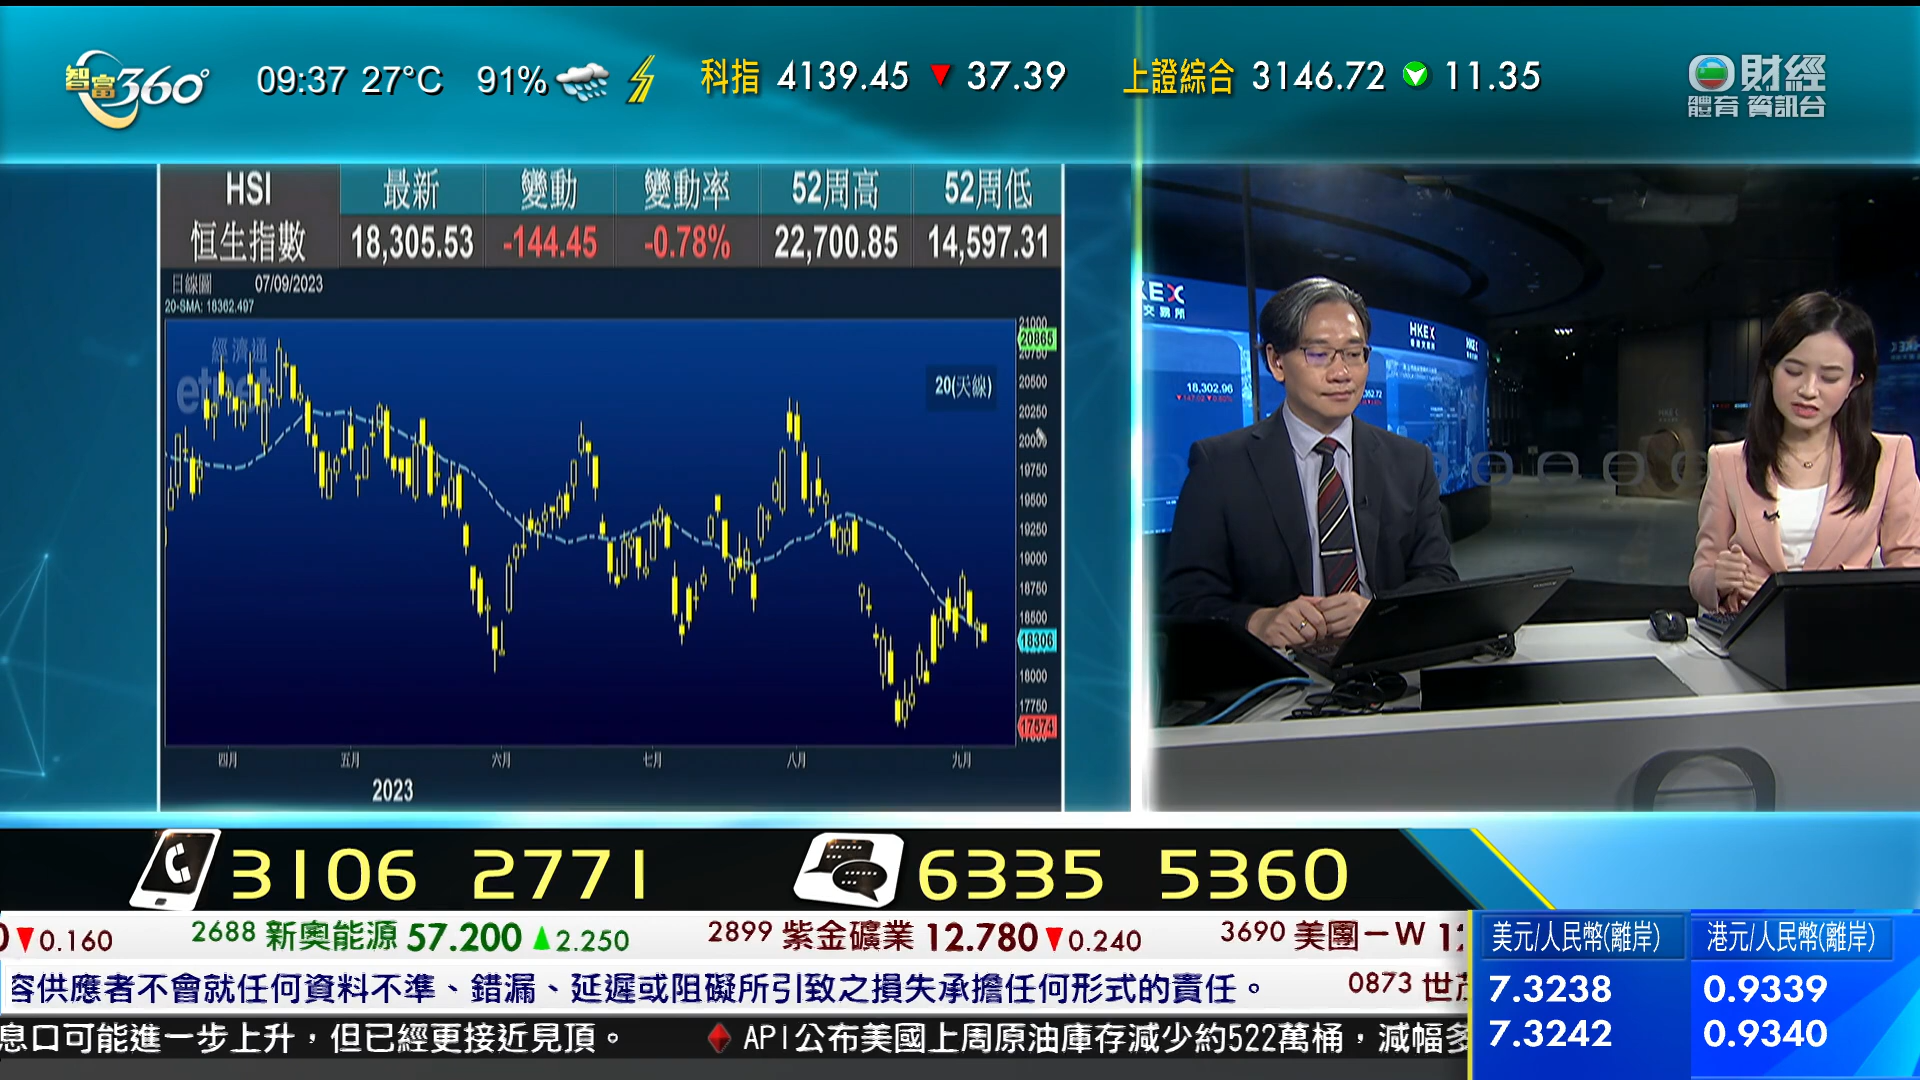 智富360°
09:37 27°C 91%
科指 4139.45 ▼ 37.39
上證綜合 3146.72 11.35
財經
體育 資訊台
HSI 最新 變動 變動率 52周高 52周低
恒生指數 18,305.53 -144.45 -0.78% 22,700.85 14,597.31
日線圖 07/09/2023
20-SMA: 18362.497
經濟通
etnet
20(天線)
21000
20865
20750
20500
20250
20000
19750
19500
19250
19000
18750
18500
18306
18000
17750
17674
四月 五月 六月 七月 八月 九月
2023
KEX
交易所
18,302.96
HKEX
3106 2771
6335 5360
▼0.160 2688 新奧能源 57.200 ▲2.250 2899 紫金礦業 12.780 ▼0.240 3690 美團－W
容供應者不會就任何資料不準、錯漏、延遲或阻礙所引致之損失承擔任何形式的責任。 0873 世茂
息口可能進一步上升，但已經更接近見頂。 API公布美國上周原油庫存減少約522萬桶，減幅多
美元/人民幣(離岸) 港元/人民幣(離岸)
7.3238 0.9339
7.3242 0.9340